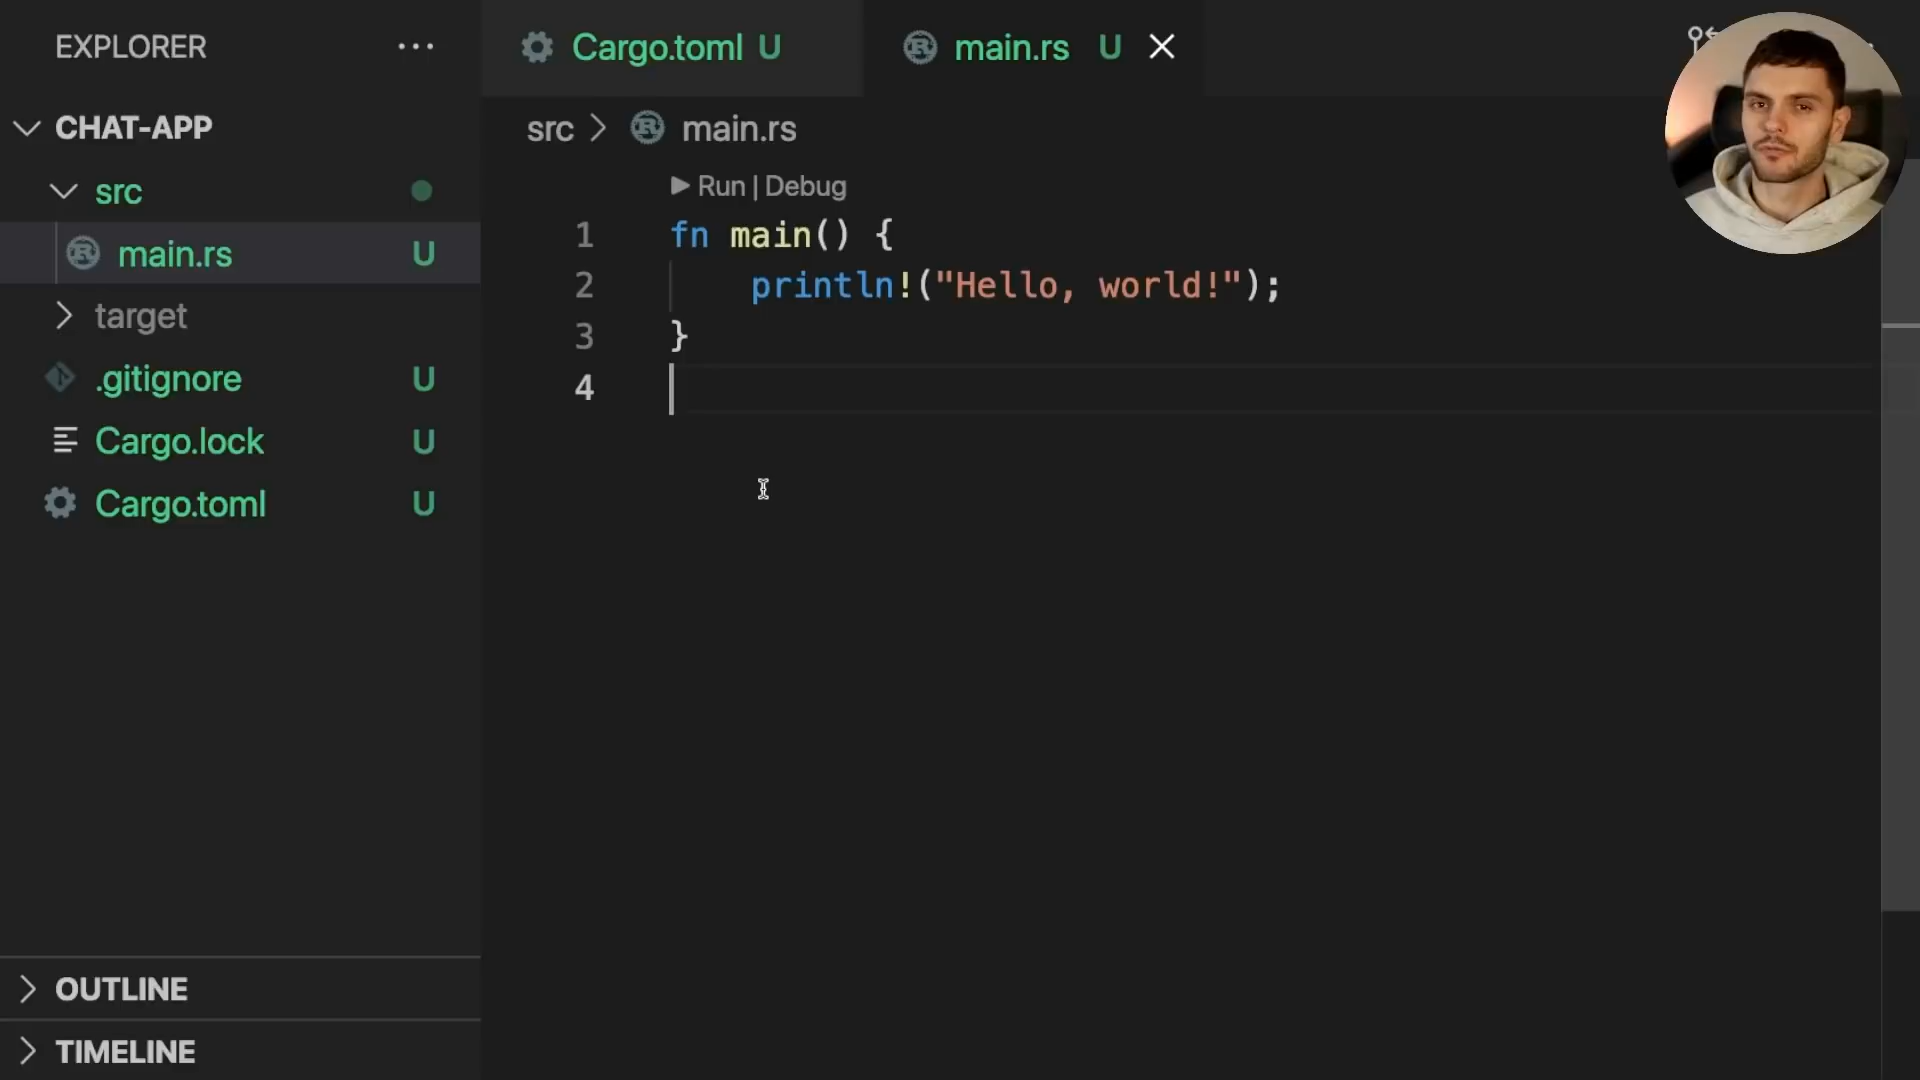 EXPLORER
CHAT-APP
src
main.rs U
target
.gitignore U
Cargo.lock U
Cargo.toml U
OUTLINE
TIMELINE
Cargo.toml U
main.rs U
src > main.rs
Run | Debug
1 fn main() {
2 println!("Hello, world!");
3 }
4